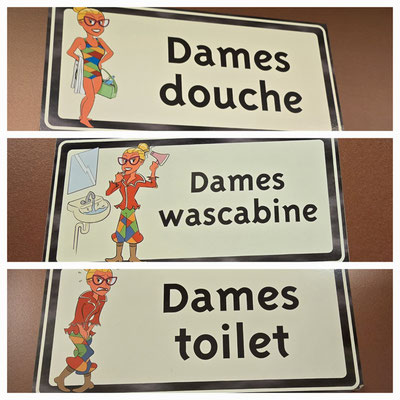 Dames
douche
Dames
wascabine
Dames
toilet